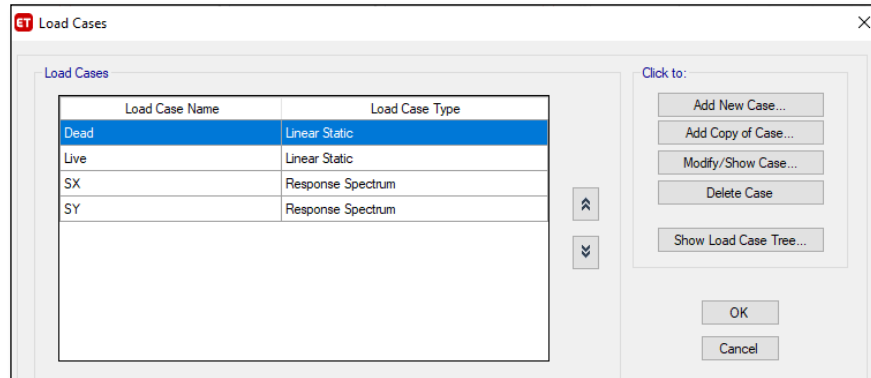 ET Load Cases
Load Cases
Load Case Name Load Case Type
Dead Linear Static
Live Linear Static
SX Response Spectrum
SY Response Spectrum
Click to:
Add New Case...
Add Copy of Case...
Modify/Show Case...
Delete Case
Show Load Case Tree...
OK
Cancel